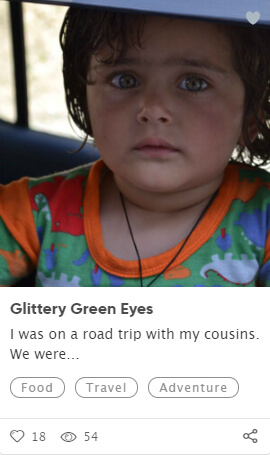 Glittery Green Eyes
I was on a road trip with my cousins.
We were...
Food Travel Adventure
18 54